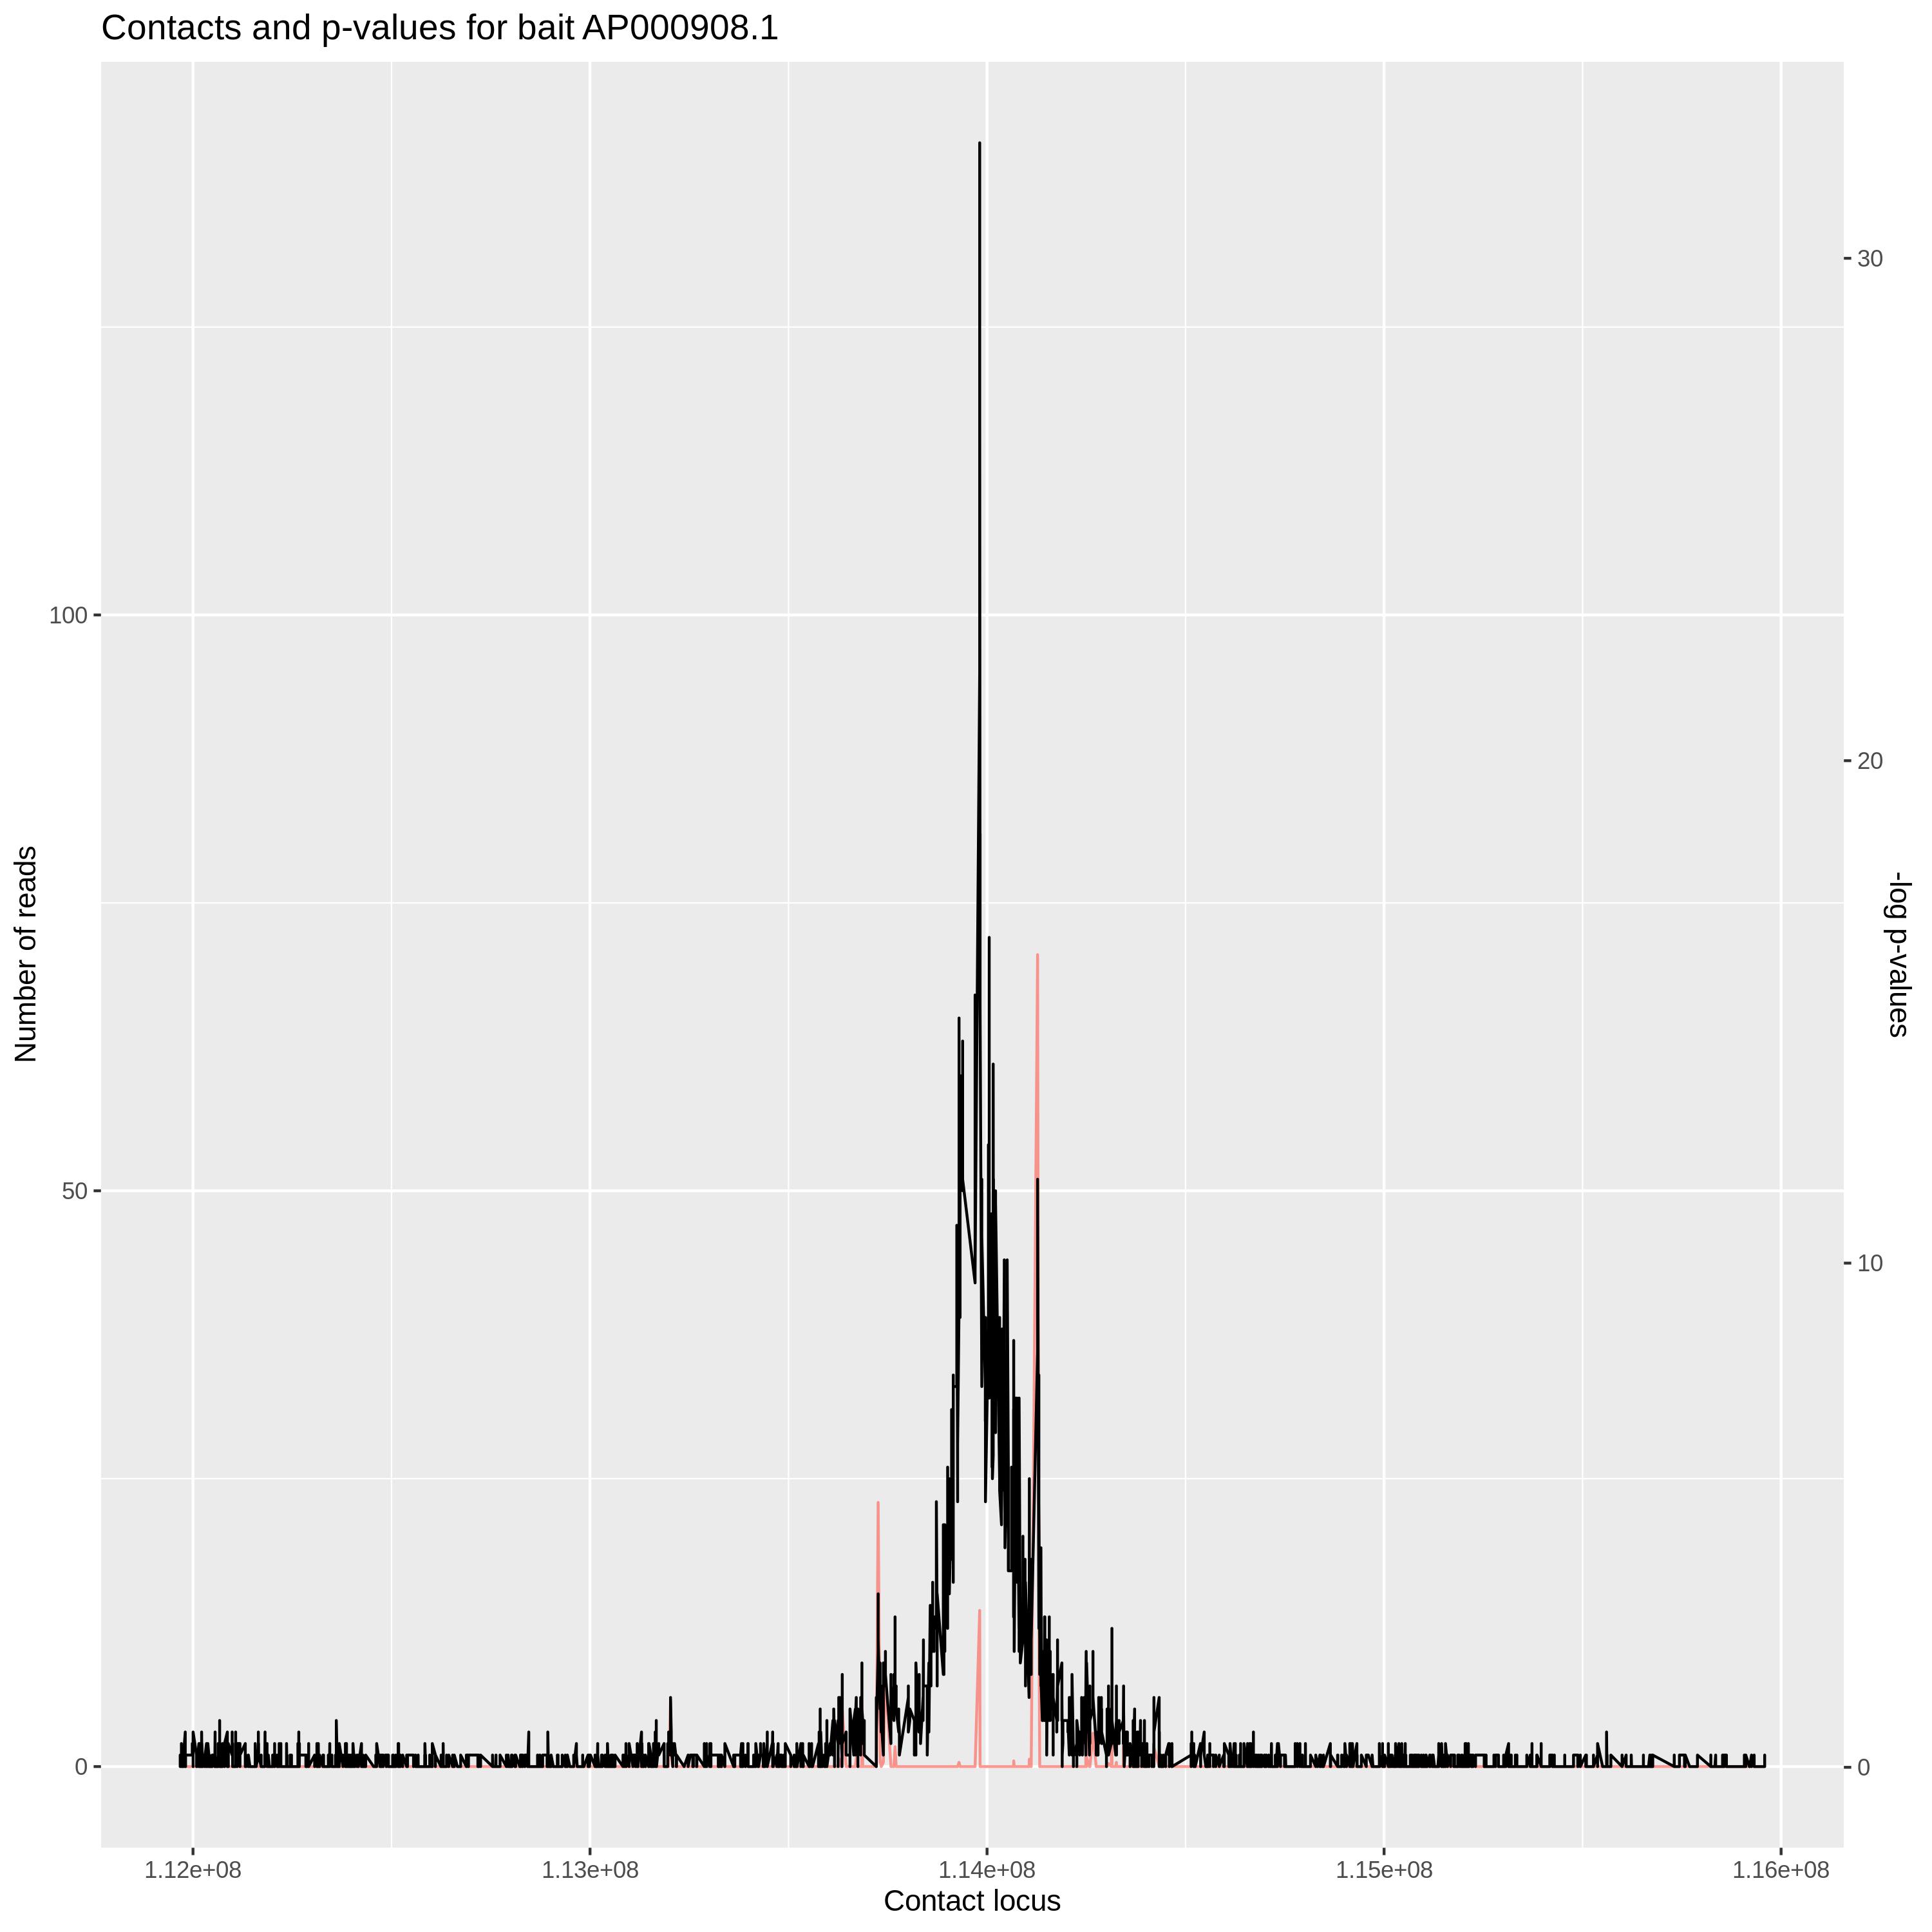 Contacts and p-values for bait AP000908.1
Number of reads
100
50
0
30
20
10
0
-log p-values
1.12e+08 1.13e+08 1.14e+08 1.15e+08 1.16e+08
Contact locus